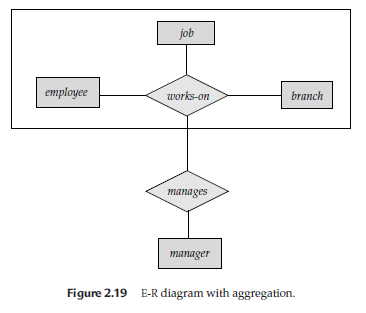 job
employee
works-on
branch
manages
manager
Figure 2.19 E-R diagram with aggregation.